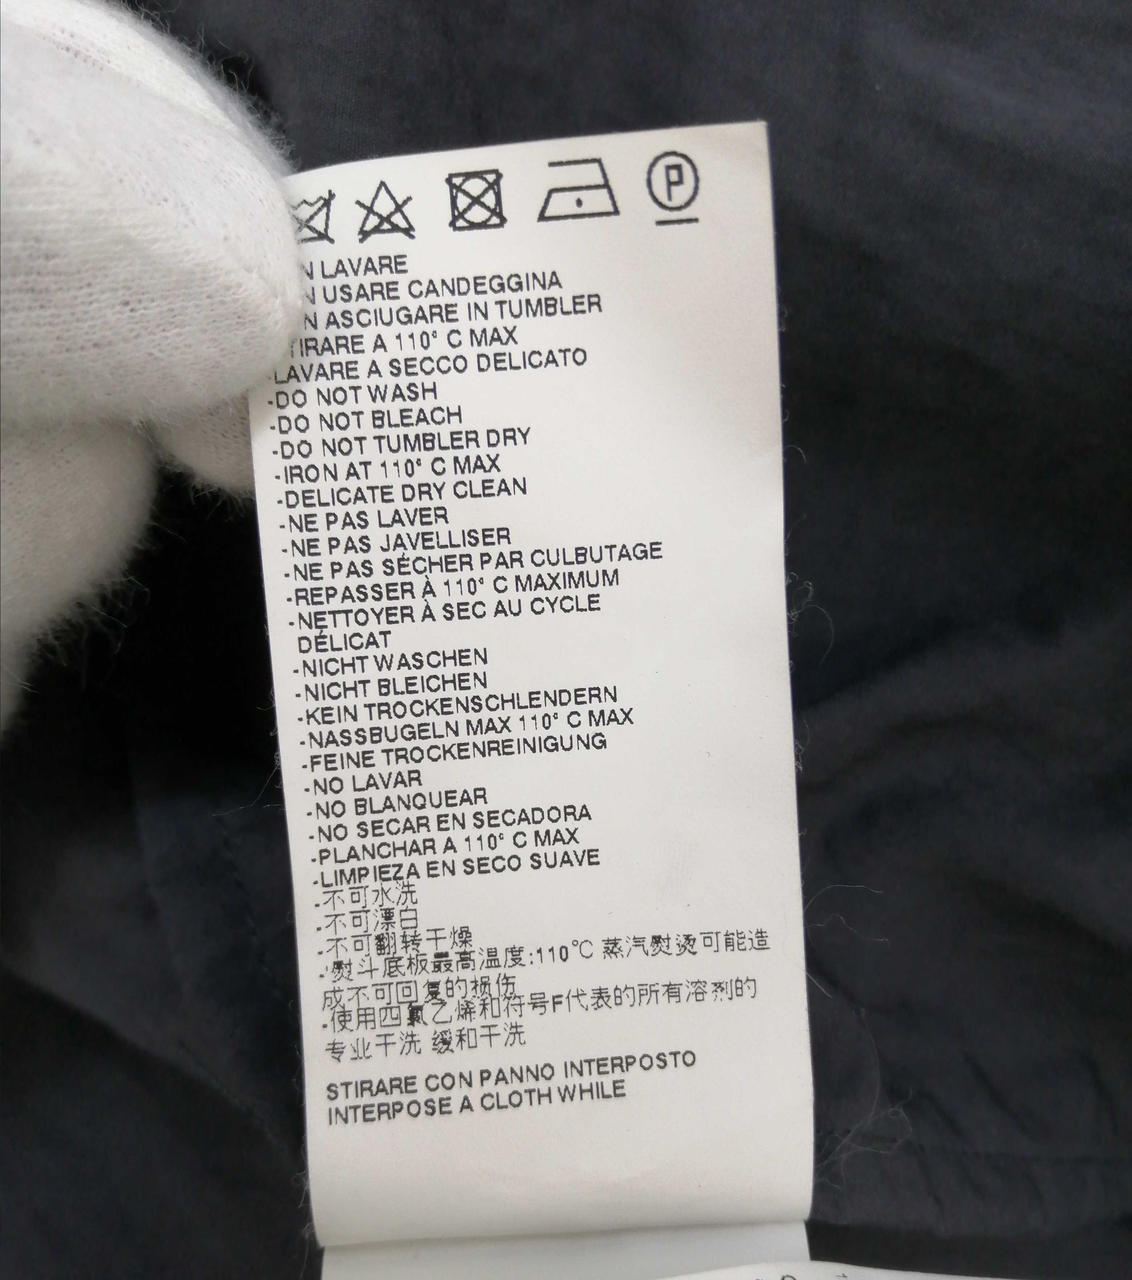 P
LAVARE
USARE CANDEGGINA
ASCIUGARE IN TUMBLER
TIRARE A 110° C MAX
LAVARE A SECCO DELICATO
-DO NOT WASH
-DO NOT BLEACH
-DO NOT TUMBLER DRY
-IRON AT 110° C MAX
-DELICATE DRY CLEAN
-NE PAS LAVER
-NE PAS JAVELLISER
-NE PAS SÉCHER PAR CULBUTAGE
-REPASSER À 110° C MAXIMUM
-NETTOYER À SEC AU CYCLE
DÉLICAT
-NICHT WASCHEN
-NICHT BLEICHEN
-KEIN TROCKENSCHLENDERN
-NASSBUGELN MAX 110° C MAX
-FEINE TROCKENREINIGUNG
-NO LAVAR
-NO BLANQUEAR
-NO SECAR EN SECADORA
-PLANCHAR A 110° C MAX
-LIMPIEZA EN SECO SUAVE
-不可水洗
-不可漂白
-不可翻转干燥
-熨斗底板最高温度:110℃ 蒸汽熨烫可能造
成不可回复的损伤
-使用四氯乙烯和符号F代表的所有溶剂的
专业干洗 缓和干洗
STIRARE CON PANNO INTERPOSTO
INTERPOSE A CLOTH WHILE